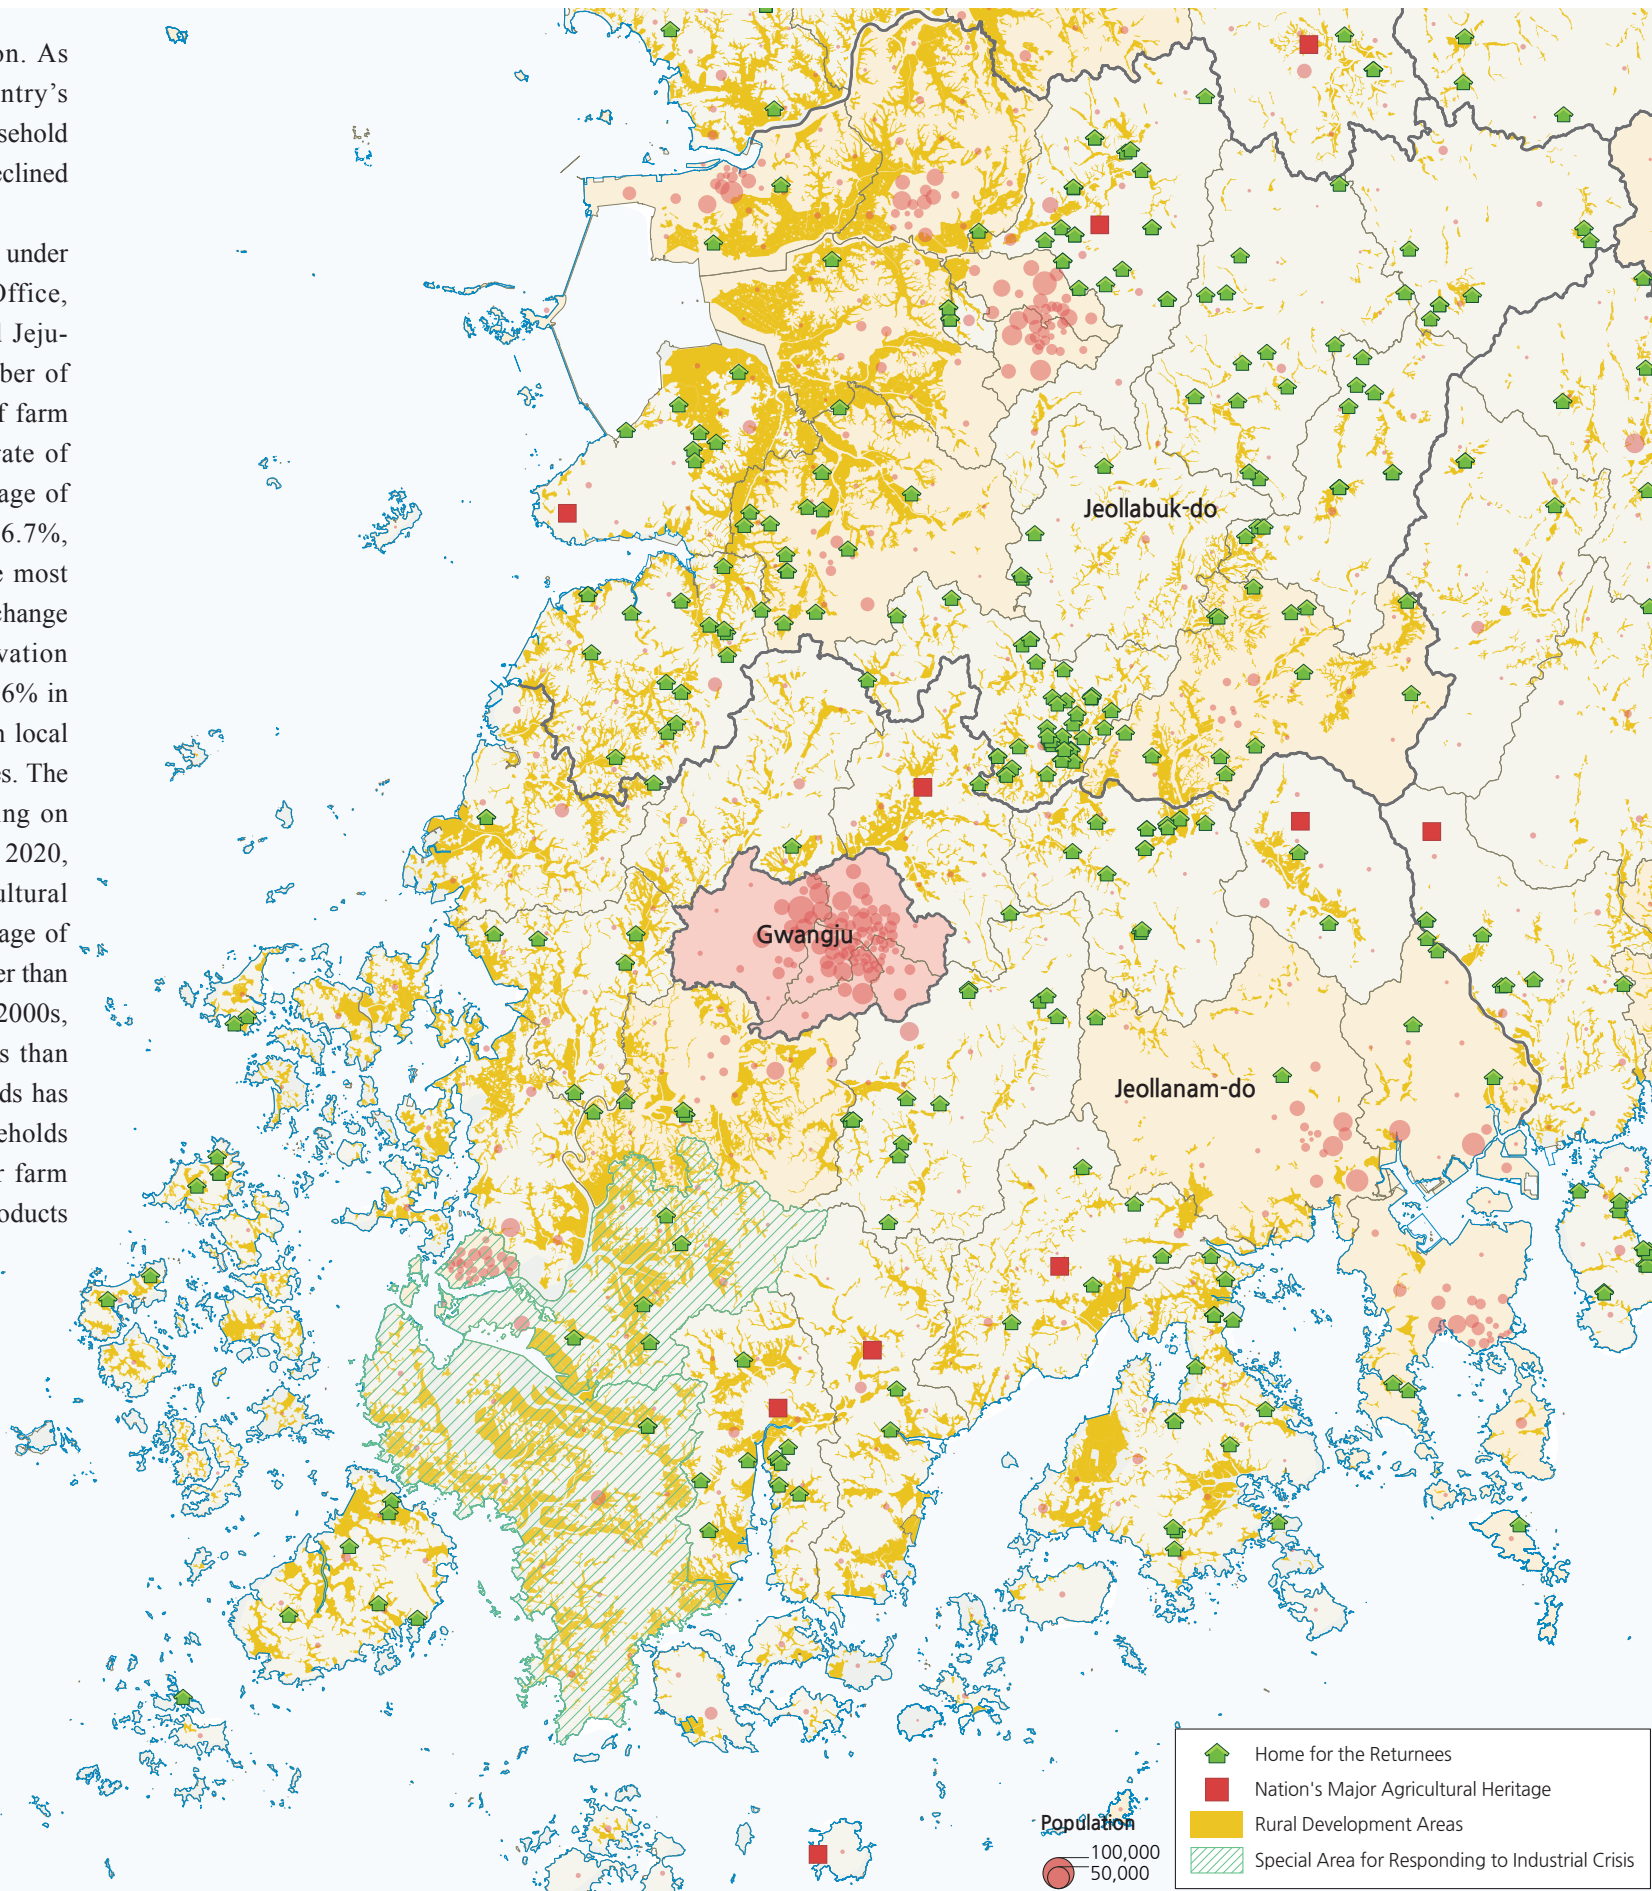 on. As
ntry's
sehold
eclined
under
Office,
l Jeju-
ber of
f farm
rate of
age of
6.7%,
e most
change
vation
6% in
n local
es. The
ing on
2020,
ultural
age of
er than
2000s,
s than
ds has
eholds
r farm
oducts
Jeollabuk-do
Gwangju
Jeollanam-do
Population
100,000
50,000
Home for the Returnees
Nation's Major Agricultural Heritage
Rural Development Areas
Special Area for Responding to Industrial Crisis